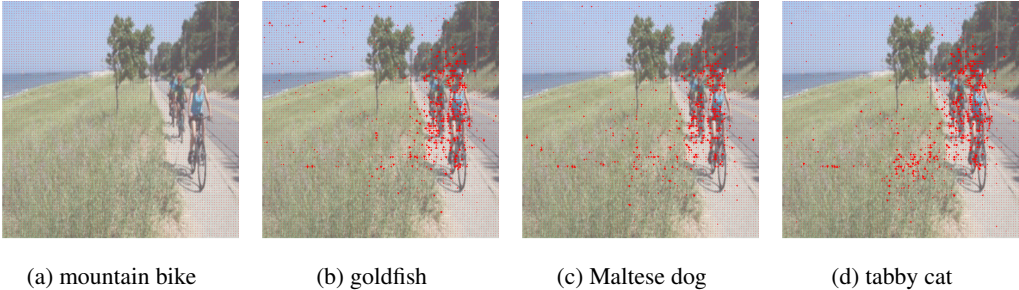 (a) mountain bike
(b) goldfish
(c) Maltese dog
(d) tabby cat